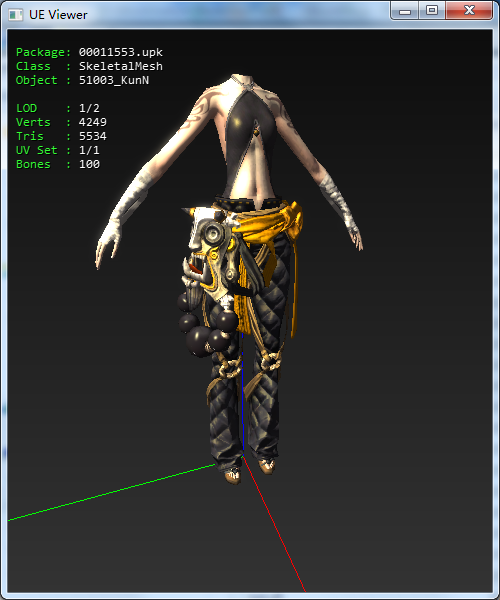 UE Viewer
Package: 00011553.upk
Class : SkeletalMesh
Object : 51003_KunN
LOD : 1/2
Verts : 4249
Tris : 5534
UV Set : 1/1
Bones : 100